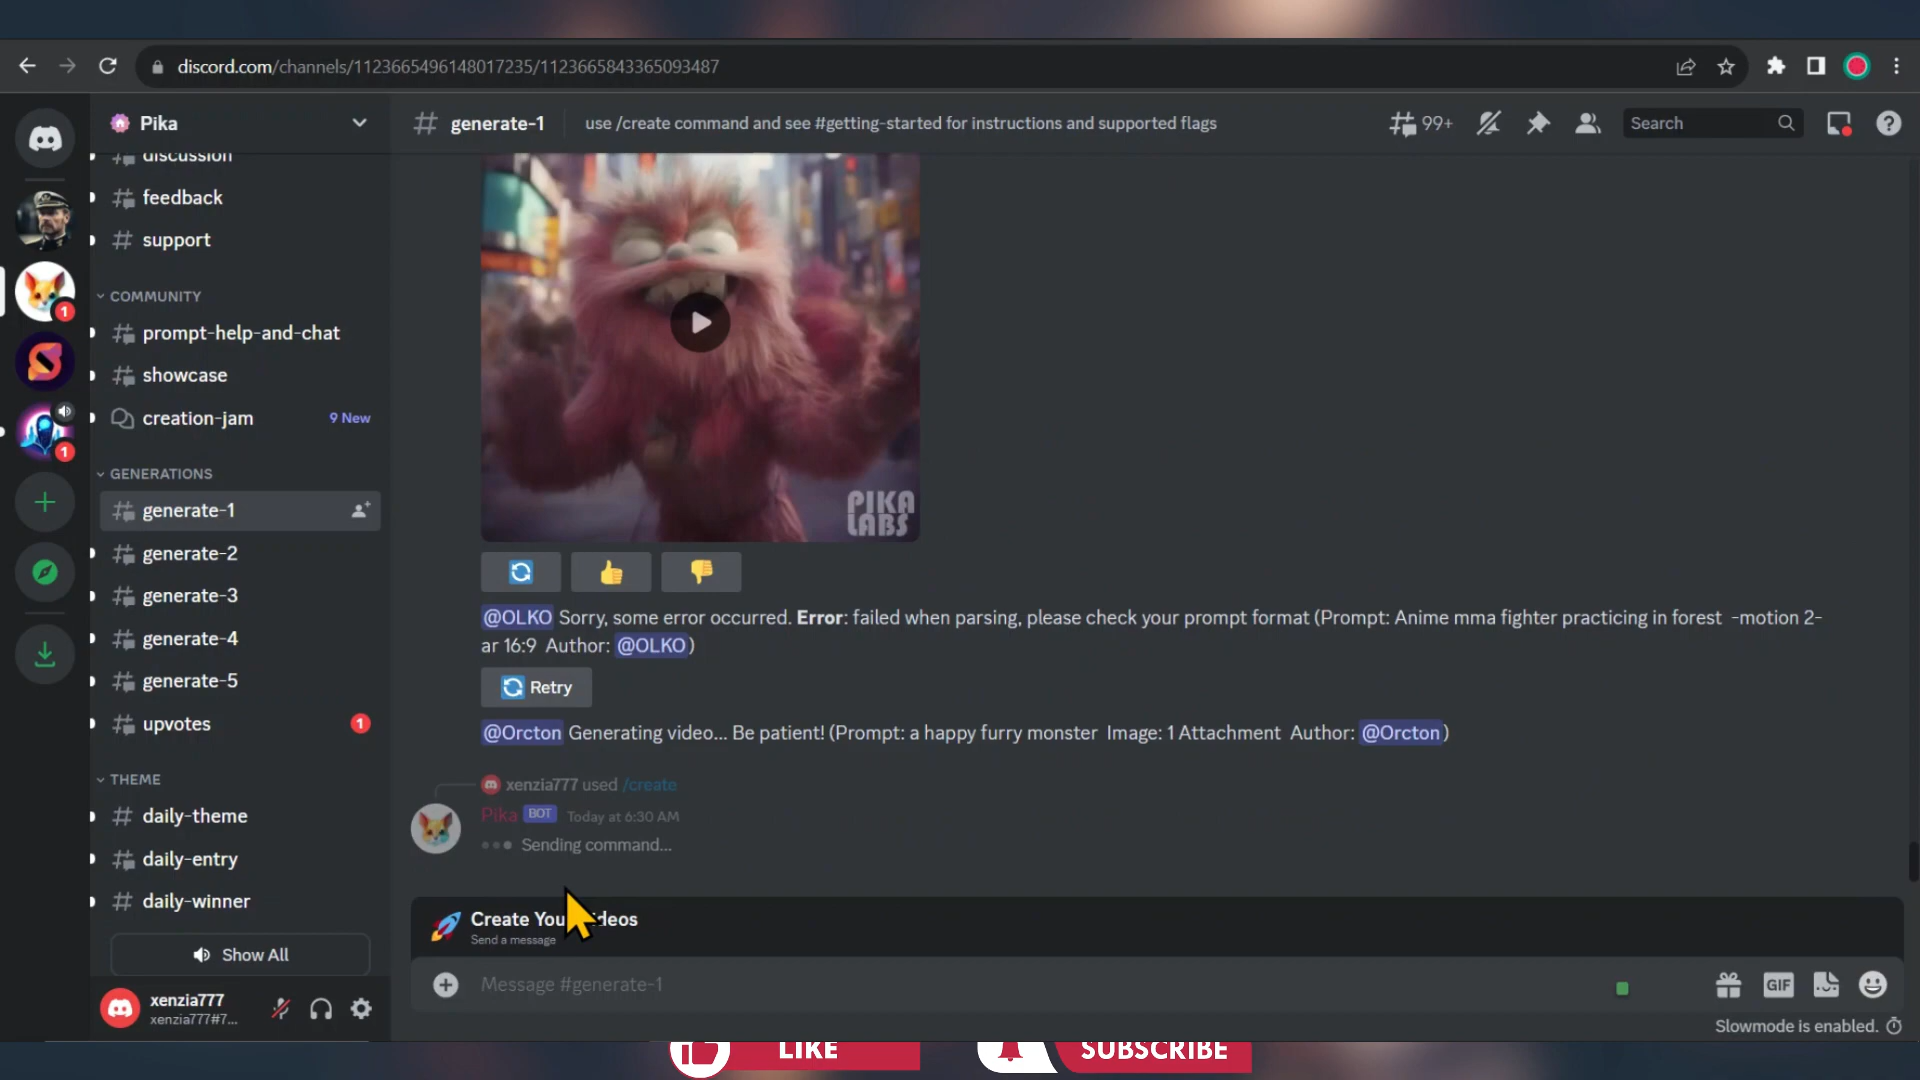 discord.com/channels/1123665496148017235/1123665843365093487
Pika
generate-1
use /create command and see #getting-started for instructions and supported flags
99+
Search
discussion
feedback
support
COMMUNITY
prompt-help-and-chat
showcase
creation-jam
9 New
GENERATIONS
generate-1
generate-2
generate-3
generate-4
generate-5
upvotes
1
THEME
daily-theme
daily-entry
daily-winner
Show All
xenzia777
xenzia777#7...
1
1
PIKA
LABS
@OLKO Sorry, some error occurred. Error: failed when parsing, please check your prompt format (Prompt: Anime mma fighter practicing in forest -motion 2-
ar 16:9 Author: @OLKO)
Retry
@Orcton Generating video... Be patient! (Prompt: a happy furry monster Image: 1 Attachment Author: @Orcton)
xenzia777 used /create
Pika BOT Today at 6:30 AM
Sending command...
Create You deos
Send a message
Message #generate-1
GIF
Slowmode is enabled.
LIKE
SUBSCRIBE